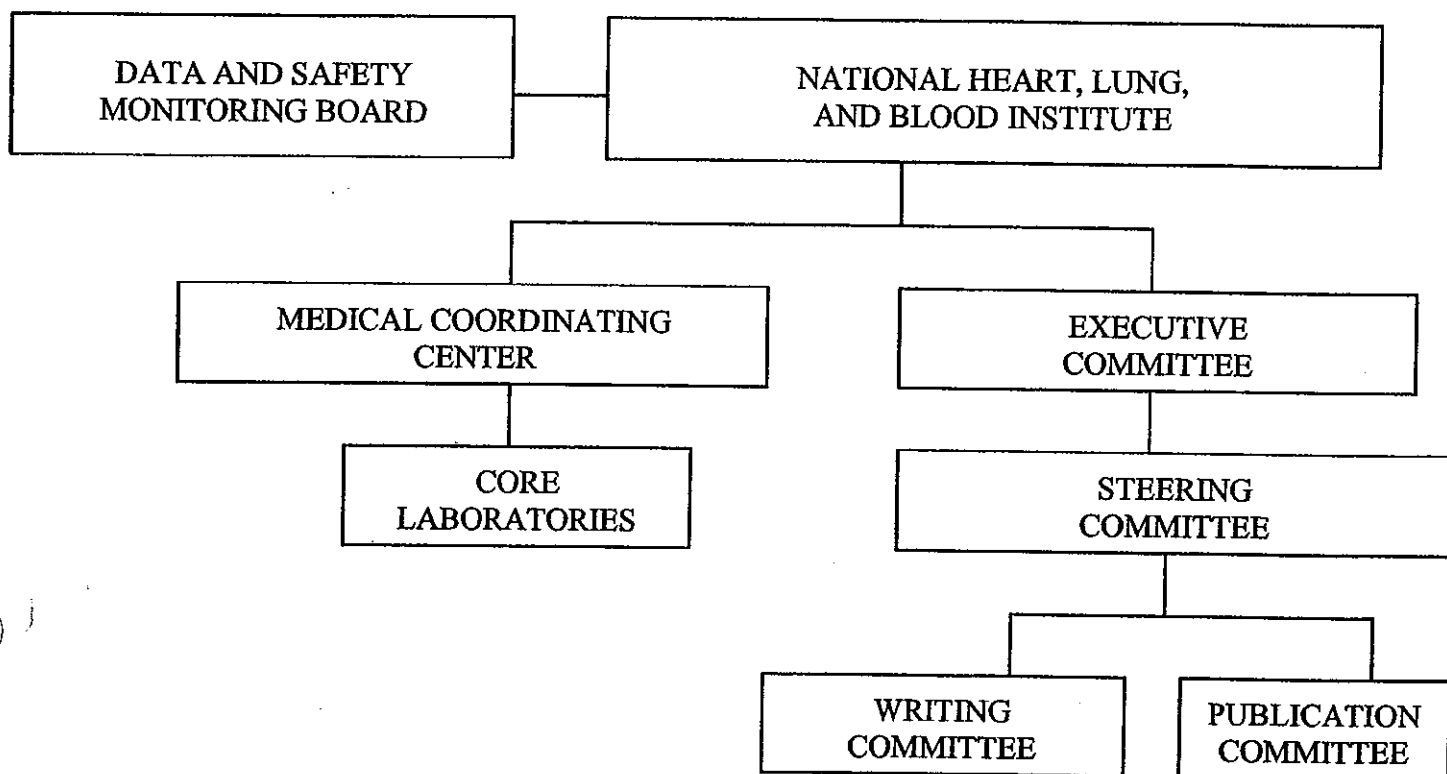 DATA AND SAFETY
MONITORING BOARD
NATIONAL HEART, LUNG,
AND BLOOD INSTITUTE
MEDICAL COORDINATING
CENTER
EXECUTIVE
COMMITTEE
CORE
LABORATORIES
STEERING
COMMITTEE
WRITING
COMMITTEE
PUBLICATION
COMMITTEE